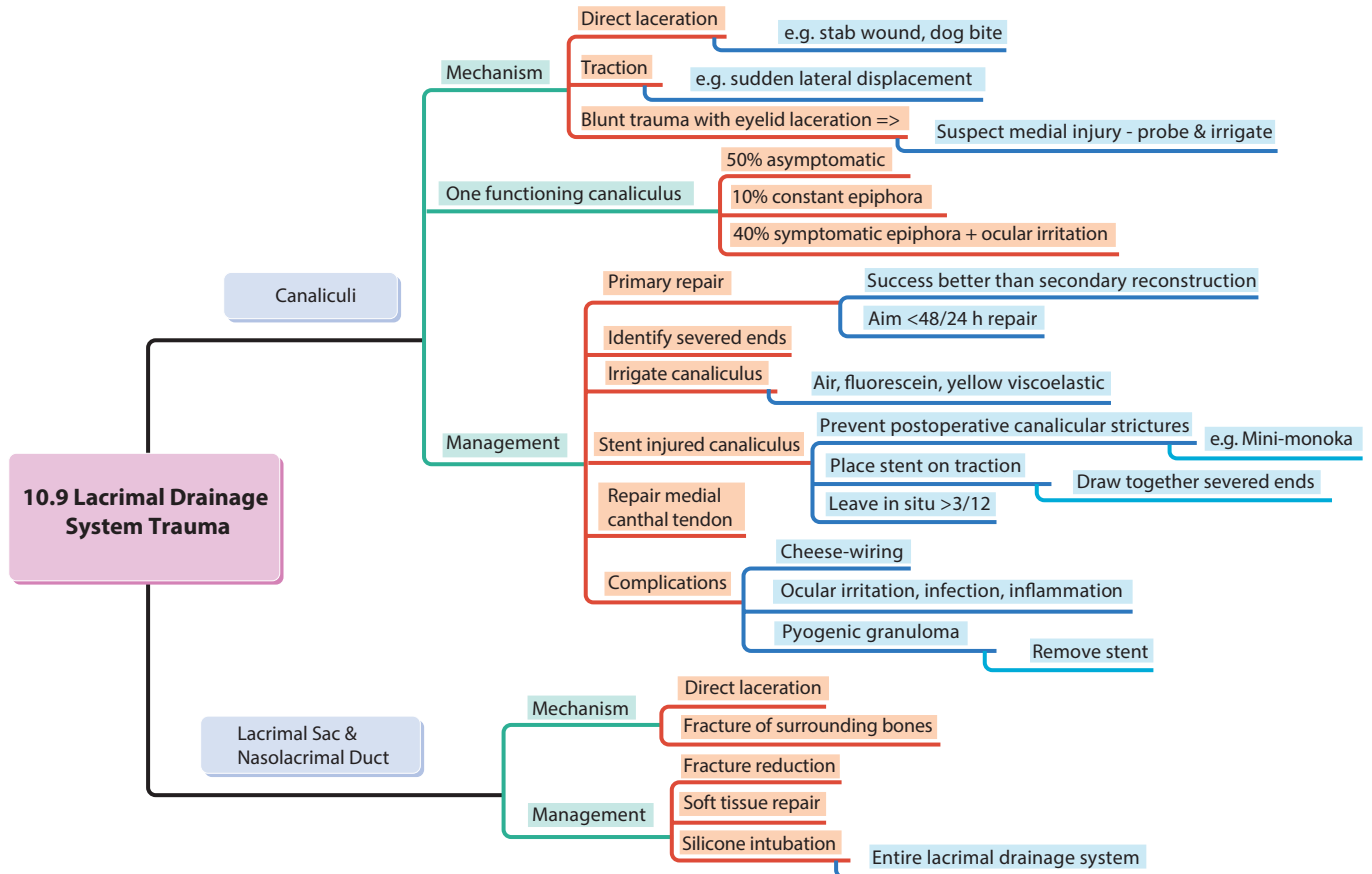 10.9 Lacrimal Drainage
System Trauma
Canaliculi
Mechanism
Direct laceration
e.g. stab wound, dog bite
Traction
e.g. sudden lateral displacement
Blunt trauma with eyelid laceration =>
Suspect medial injury - probe & irrigate
One functioning canaliculus
50% asymptomatic
10% constant epiphora
40% symptomatic epiphora + ocular irritation
Management
Primary repair
Success better than secondary reconstruction
Aim <48/24 h repair
Identify severed ends
Irrigate canaliculus
Air, fluorescein, yellow viscoelastic
Stent injured canaliculus
Prevent postoperative canalicular strictures
e.g. Mini-monoka
Place stent on traction
Draw together severed ends
Leave in situ >3/12
Repair medial
canthal tendon
Complications
Cheese-wiring
Ocular irritation, infection, inflammation
Pyogenic granuloma
Remove stent
Lacrimal Sac &
Nasolacrimal Duct
Mechanism
Direct laceration
Fracture of surrounding bones
Management
Fracture reduction
Soft tissue repair
Silicone intubation
Entire lacrimal drainage system